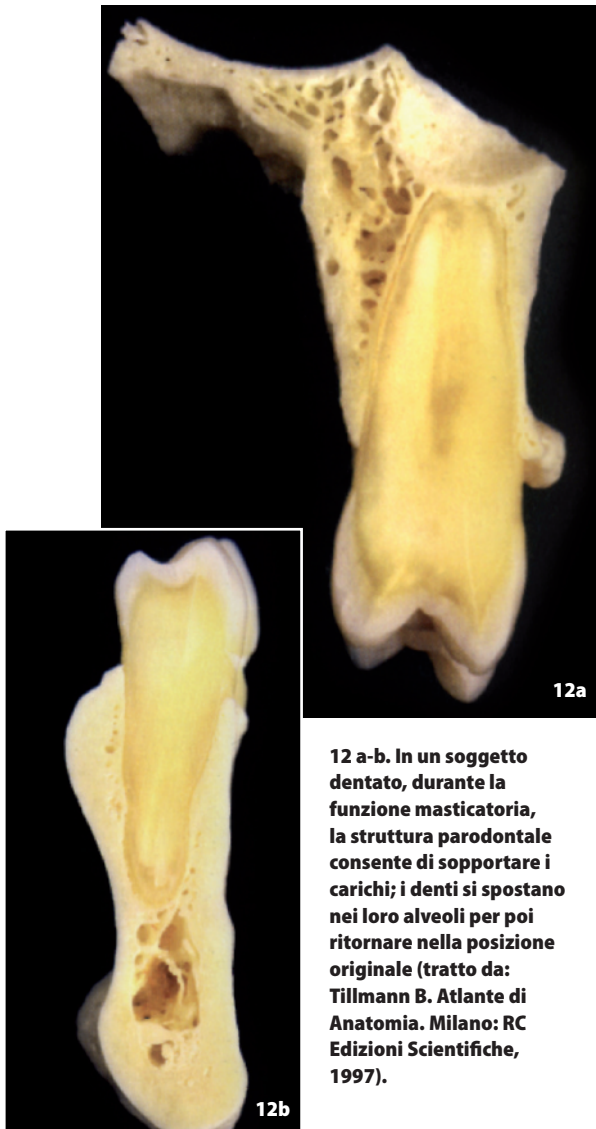 12a
12b
12 a-b. In un soggetto
dentato, durante la
funzione masticatoria,
la struttura parodontale
consente di sopportare i
carichi; i denti si spostano
nei loro alveoli per poi
ritornare nella posizione
originale (tratto da:
Tillmann B. Atlante di
Anatomia. Milano: RC
Edizioni Scientifiche,
1997).